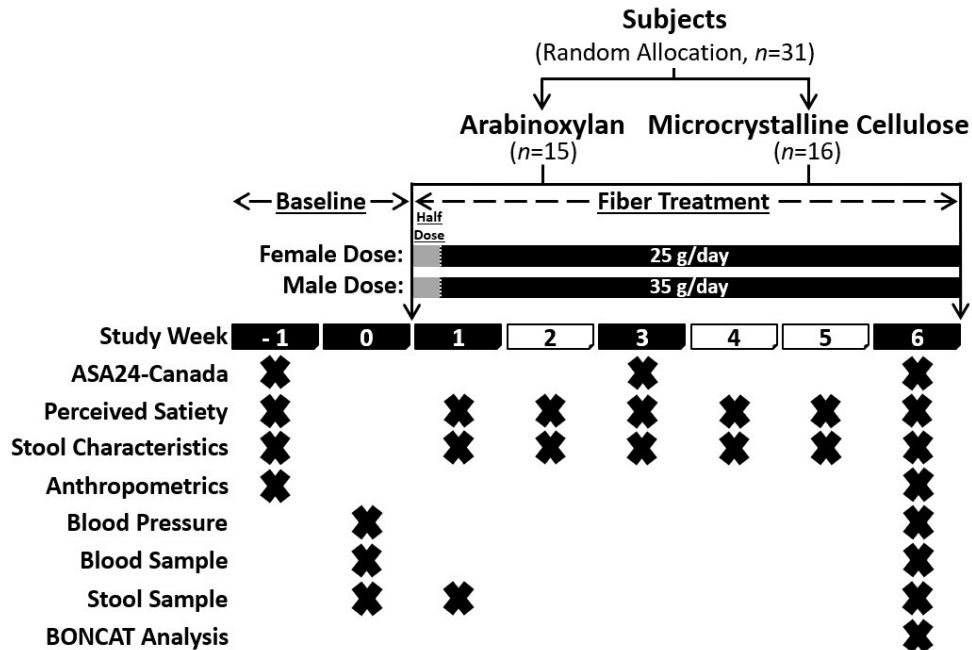 Subjects
(Random Allocation, n=31)
Arabinoxylan Microcrystalline Cellulose
(n=15) (n=16)
Baseline Fiber Treatment
Half
Dose
Female Dose: 25 g/day
Male Dose: 35 g/day
Study Week -1 0 1 2 3 4 5 6
ASA24-Canada
Perceived Satiety
Stool Characteristics
Anthropometrics
Blood Pressure
Blood Sample
Stool Sample
BONCAT Analysis